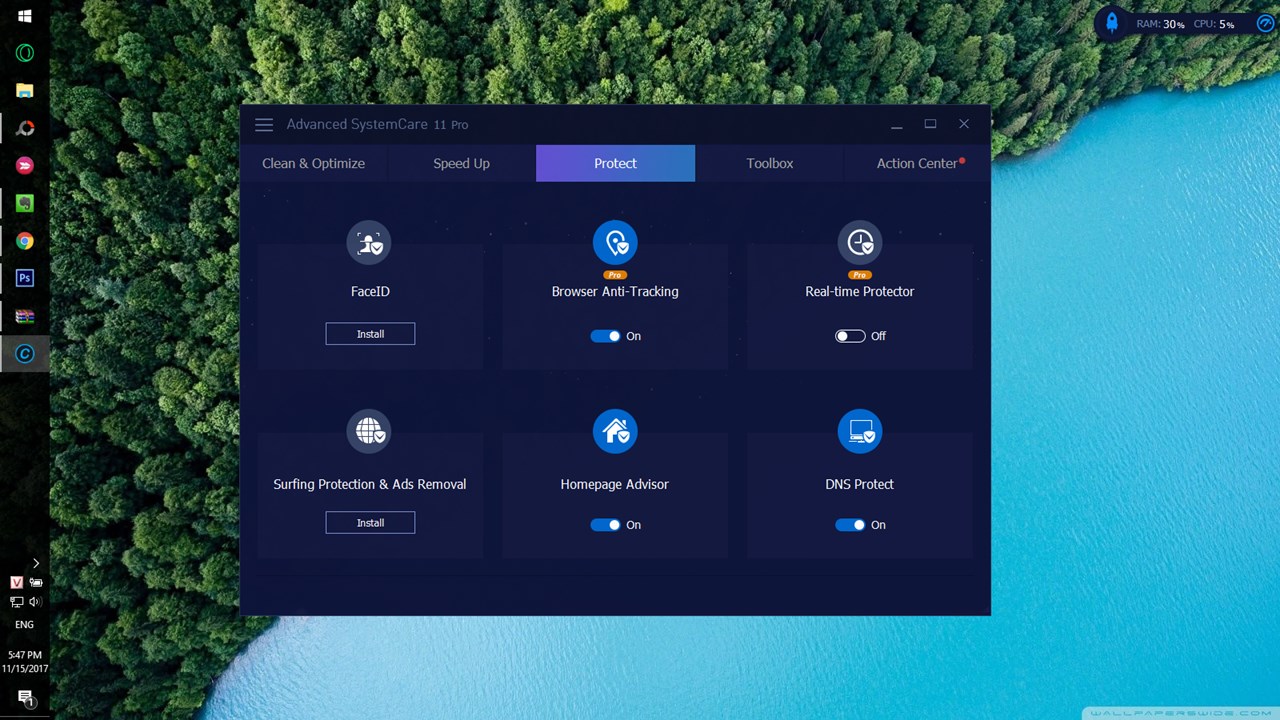 RAM: 30% CPU: 5%
Advanced SystemCare 11 Pro
Clean & Optimize
Speed Up
Protect
Toolbox
Action Center
FaceID
Install
Pro
Browser Anti-Tracking
On
Pro
Real-time Protector
Off
Surfing Protection & Ads Removal
Install
Homepage Advisor
On
DNS Protect
On
Ps
C
V
ENG
5:47 PM
11/15/2017
1
WALLPAPERSWIDE.COM